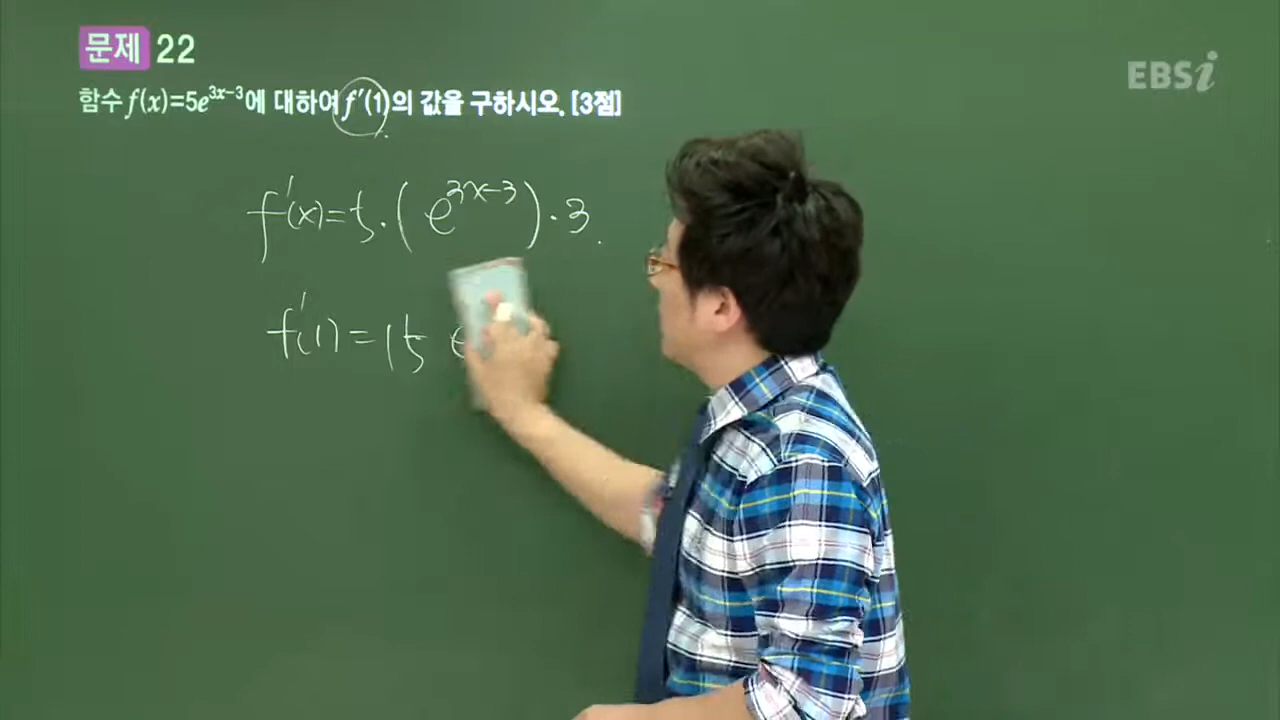 문제 22
EBSi
함수 f(x)=5e^{3x-3}에 대하여 f'(1)의 값을 구하시오. [3점]
f'(x)=5·(e^{3x-3})·3
f'(1)=15 e